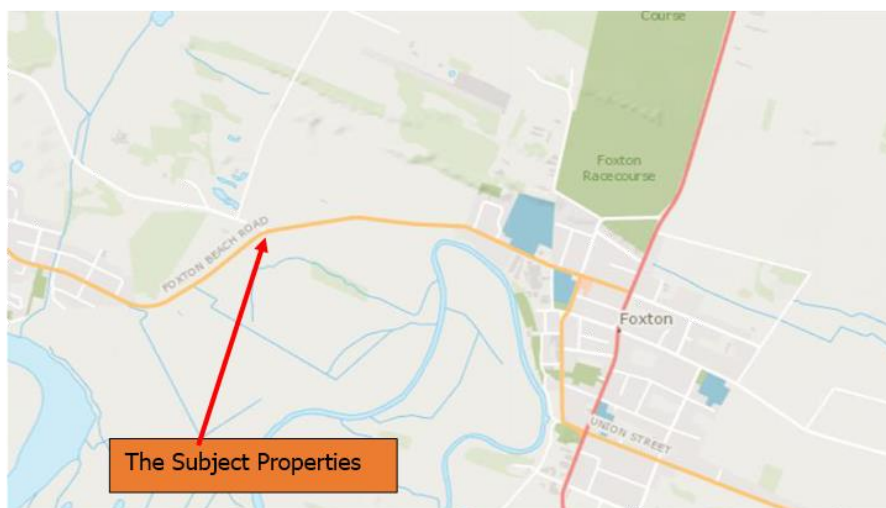 Course
Foxton
Racecourse
FOXTON BEACH ROAD
Foxton
UNION STREET
The Subject Properties